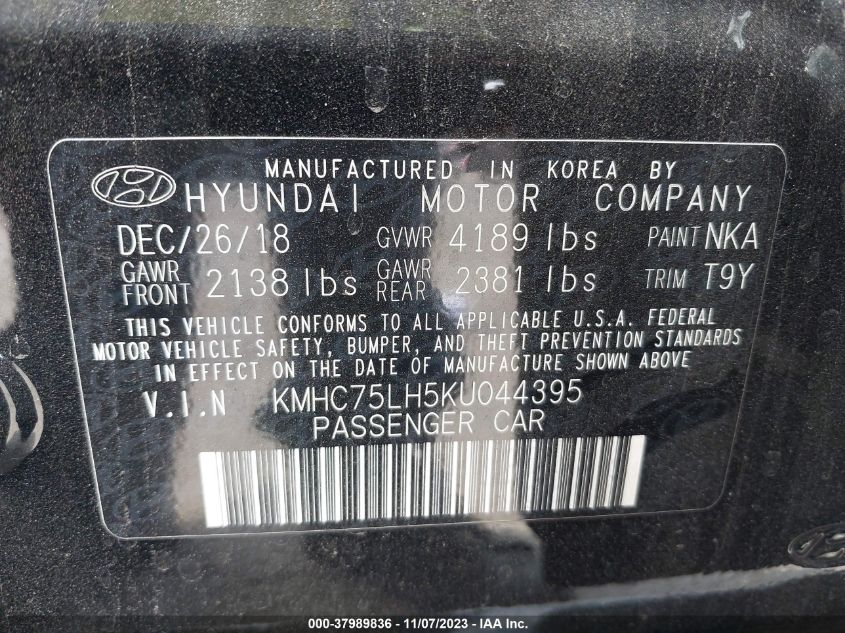 MANUFACTURED IN KOREA BY
HYUNDAI MOTOR COMPANY
DEC/26/18 GVWR 4189 lbs PAINT NKA
GAWR FRONT 2138 lbs GAWR REAR 2381 lbs TRIM T9Y
THIS VEHICLE CONFORMS TO ALL APPLICABLE U.S.A. FEDERAL
MOTOR VEHICLE SAFETY, BUMPER, AND THEFT PREVENTION STANDARDS
IN EFFECT ON THE DATE OF MANUFACTURE SHOWN ABOVE
V.I.N KMHC75LH5KU044395
PASSENGER CAR
000-37989836 - 11/07/2023 - IAA Inc.